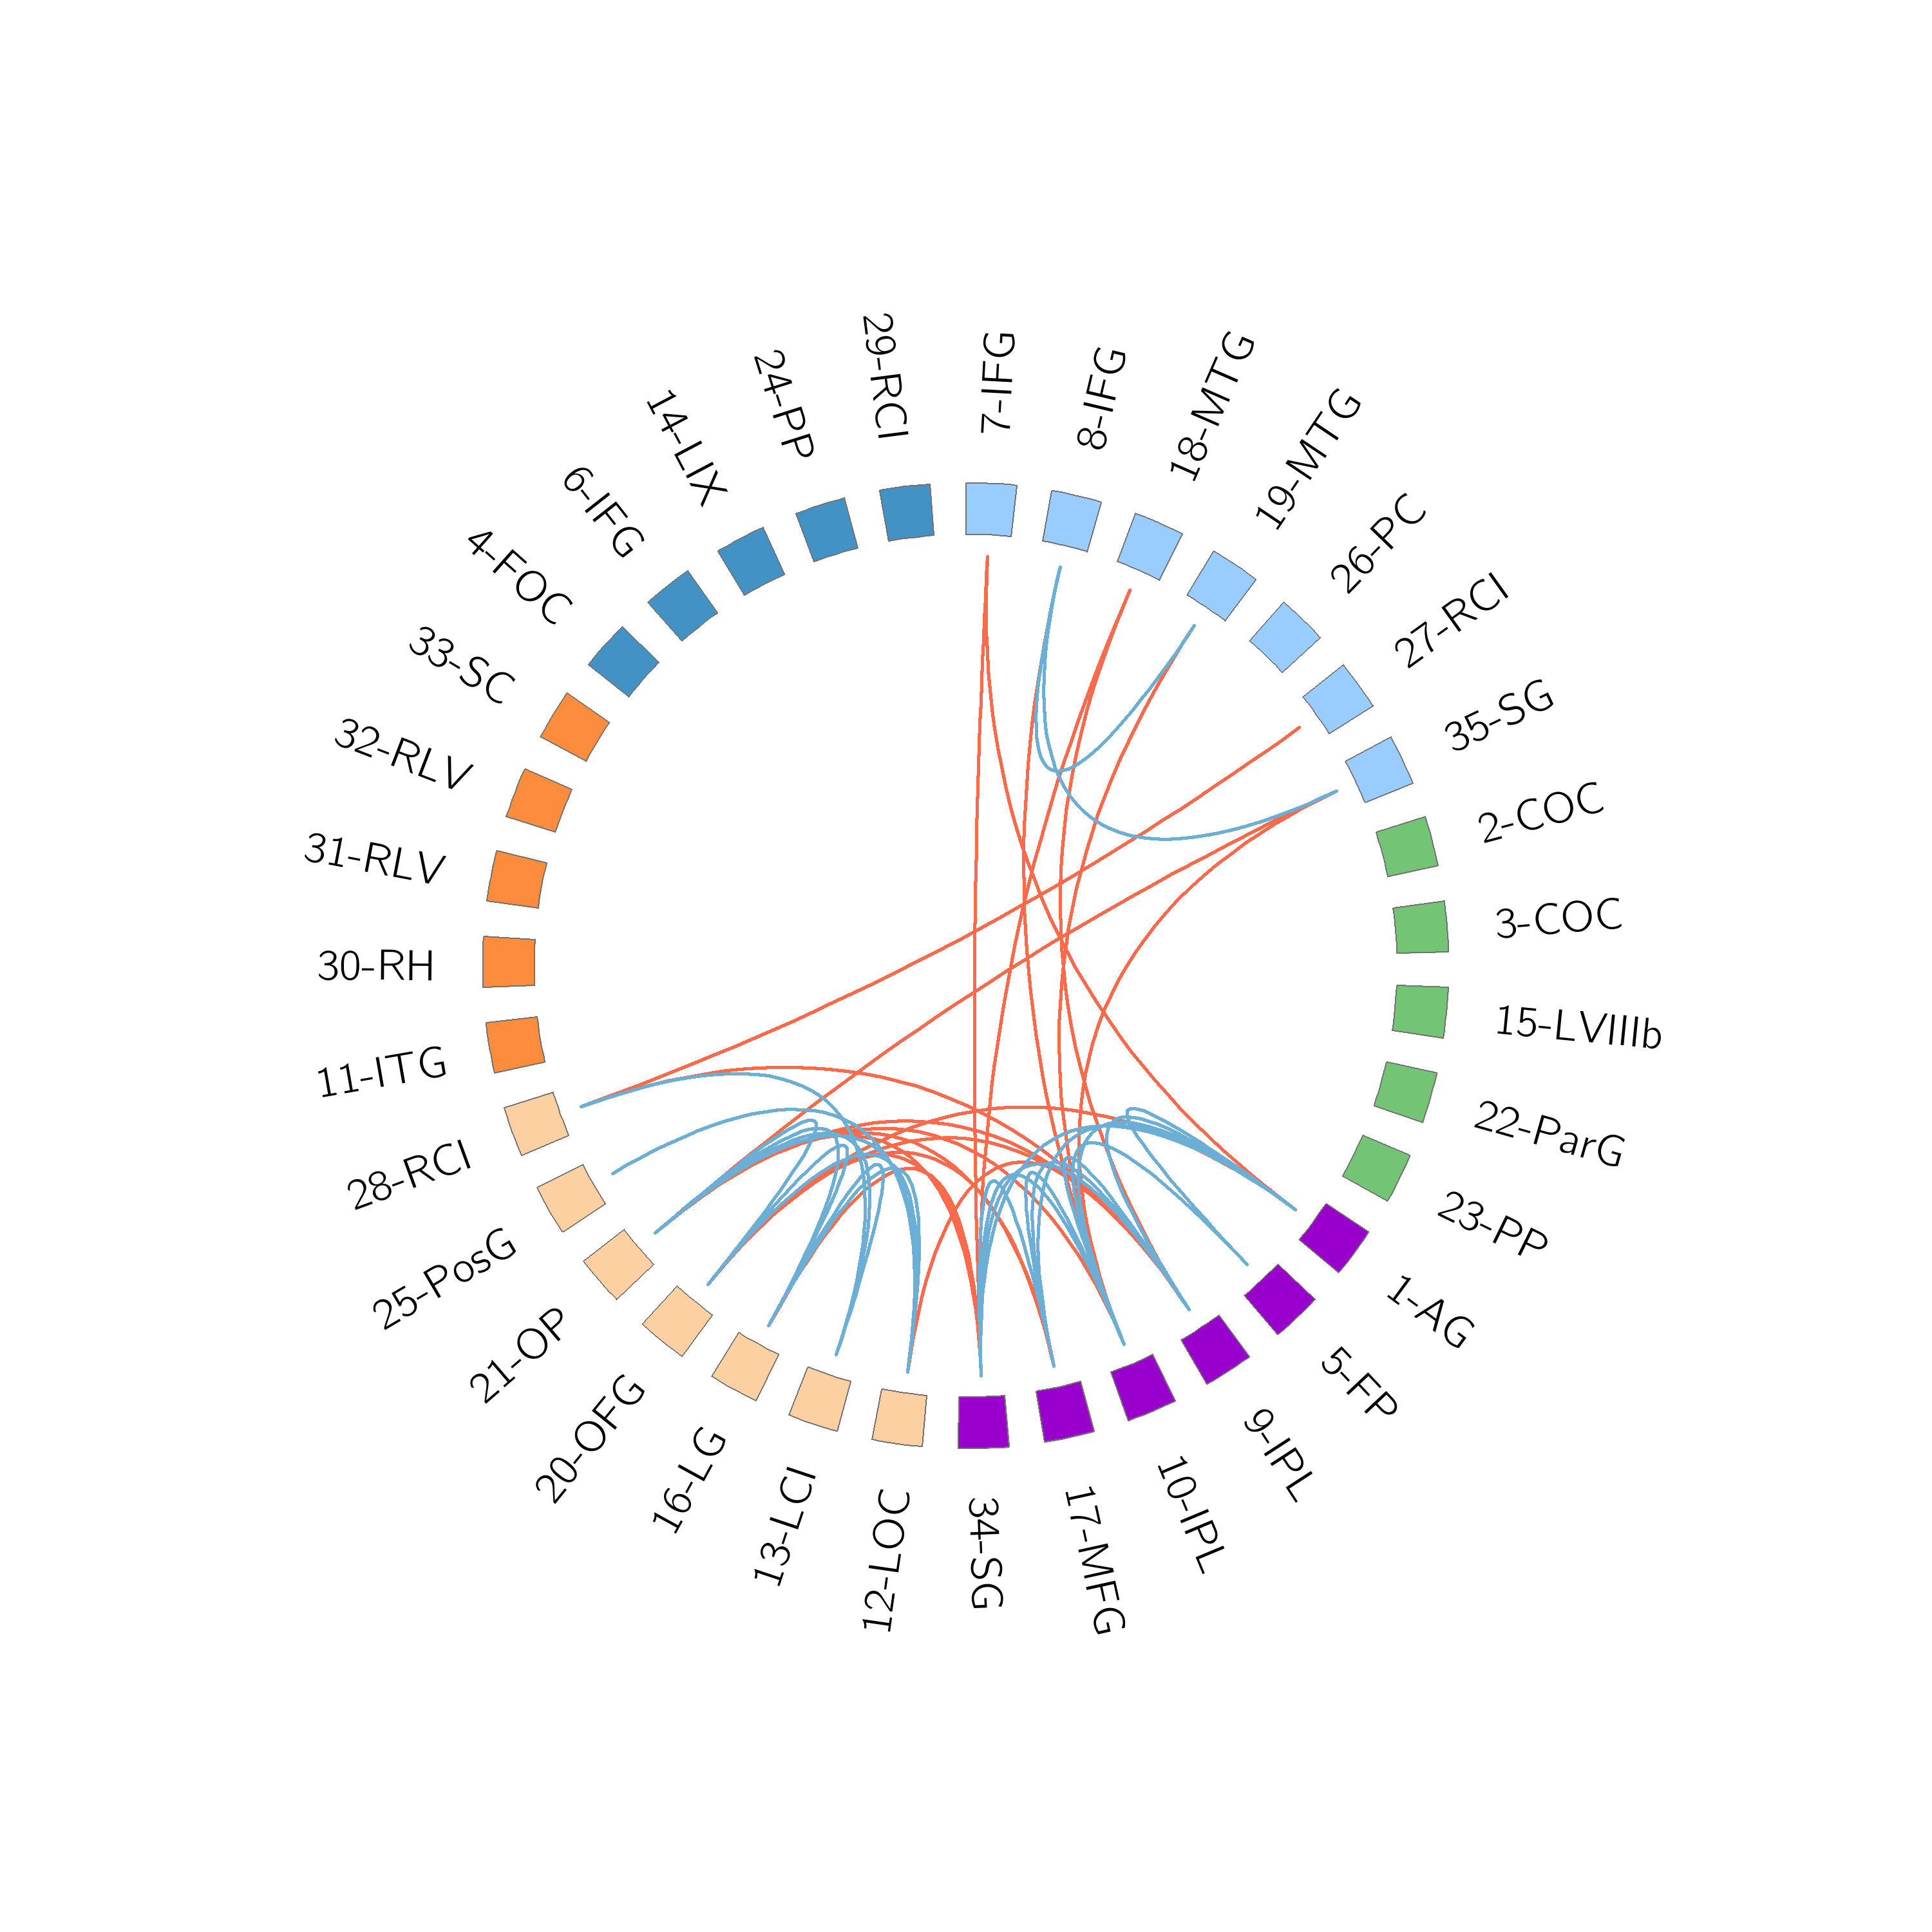 7-IFG
8-IFG
18-MTG
19-MTG
26-PC
27-RCI
35-SG
2-COC
3-COC
15-LVIIIb
22-ParG
23-PP
1-AG
5-FP
9-IPL
10-IPL
17-MFG
34-SG
12-LOC
13-LCI
16-LG
20-OFG
21-OP
25-PosG
28-RCI
11-ITG
30-RH
31-RLV
32-RLV
33-SC
4-FOC
6-IFG
14-LIX
24-PP
29-RCI